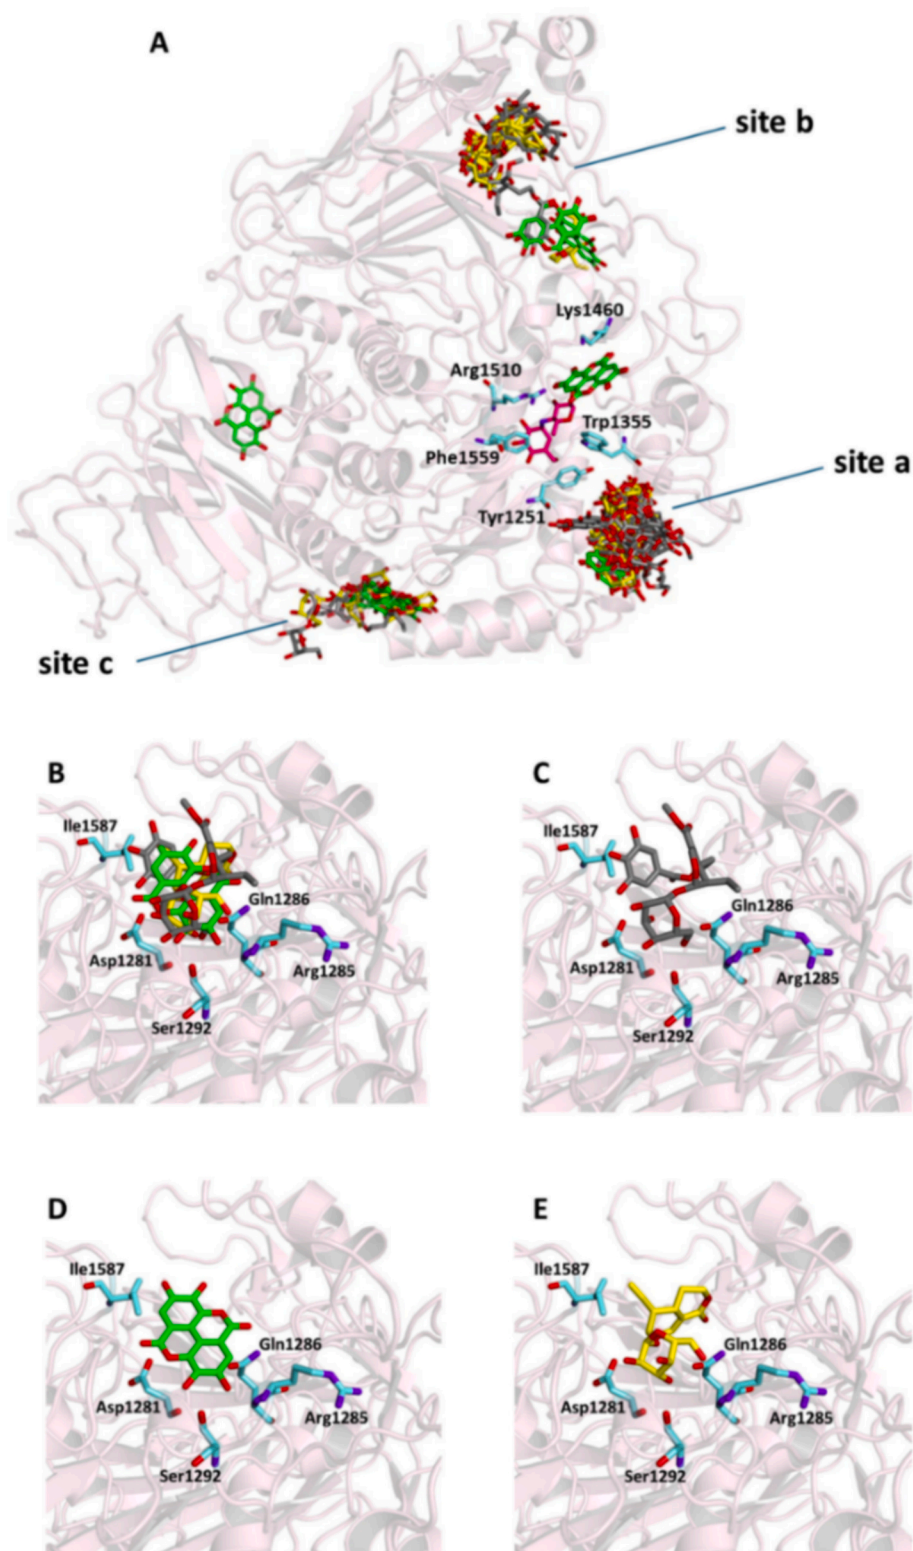 A
site b
Lys1460
Arg1510
Trp1355
Phe1559
site a
Tyr1251
site c
B
Ile1587
Gln1286
Asp1281
Arg1285
Ser1292
C
Ile1587
Gln1286
Asp1281
Arg1285
Ser1292
D
Ile1587
Gln1286
Asp1281
Arg1285
Ser1292
E
Ile1587
Gln1286
Asp1281
Arg1285
Ser1292